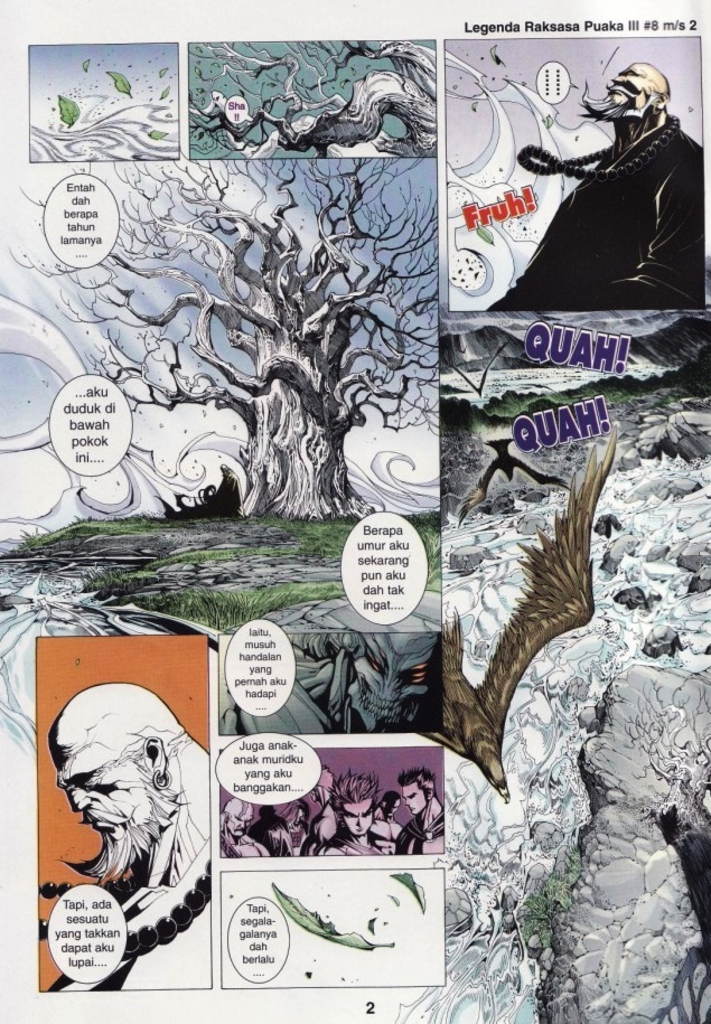 Legenda Raksasa Puaka III #8 m/s 2
Sha
!!
Fruh!
Entah
dah
berapa
tahun
lamanya
....
...aku
duduk di
bawah
pokok
ini....
QUAH!
QUAH!
Berapa
umur aku
sekarang
pun aku
dah tak
ingat....
Tapi, ada
sesuatu
yang takkan
dapat aku
lupai....
Iaitu,
musuh
handalan
yang
pernah aku
hadapi
....
Juga anak-
anak muridku
yang aku
banggakan....
Tapi,
segala-
galanya
dah
berlalu
....
2